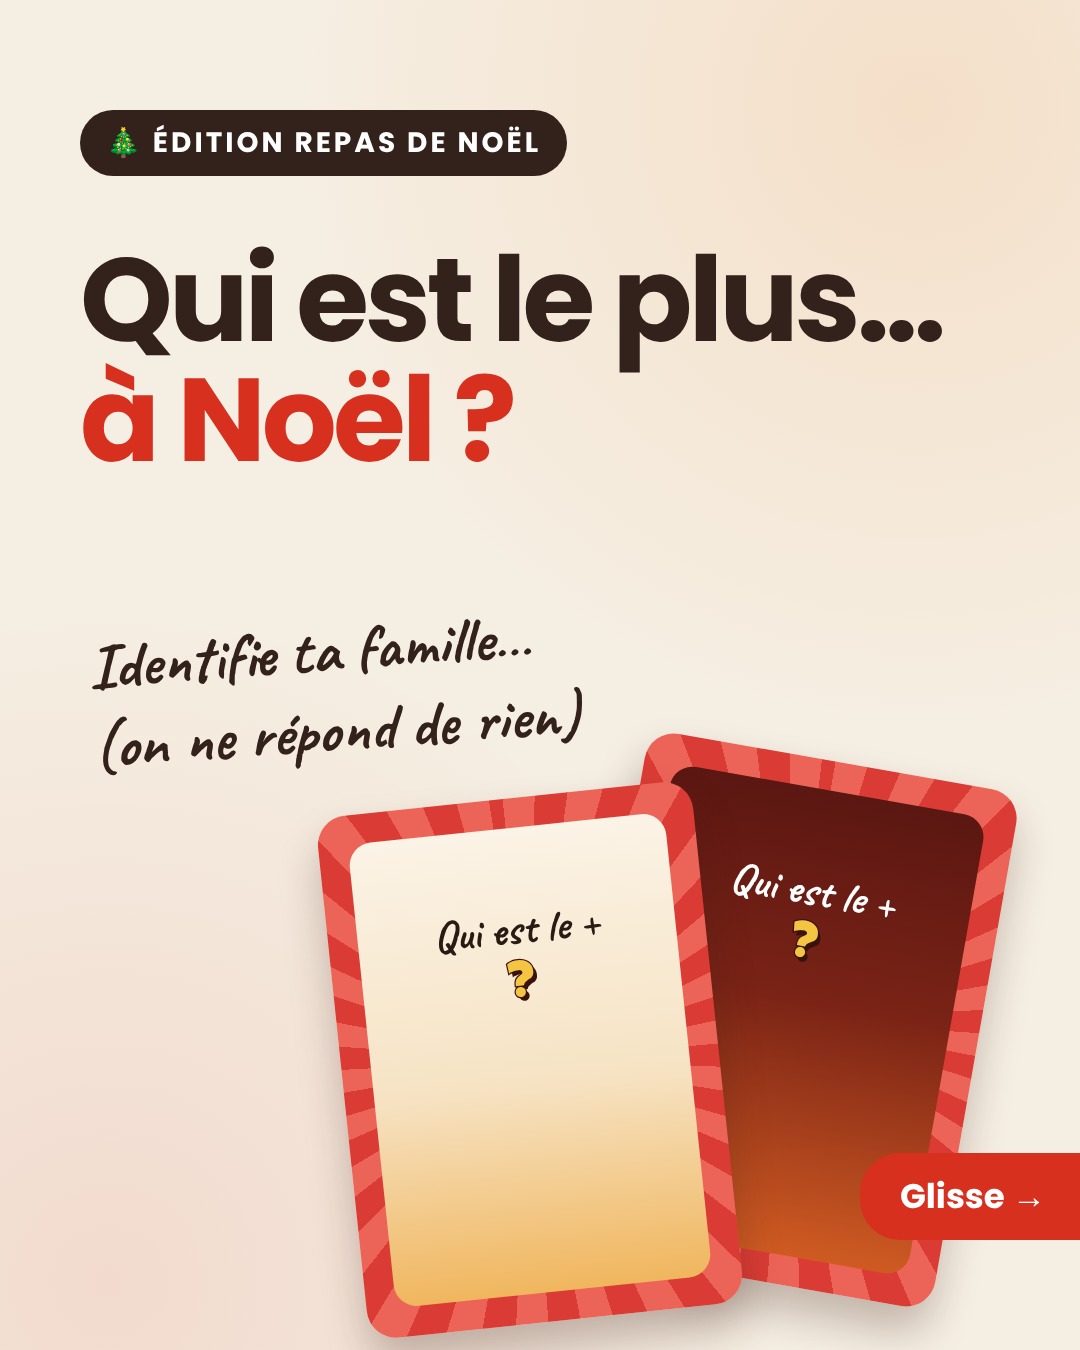 🎄 ÉDITION REPAS DE NOËL
Qui est le plus...
à Noël ?
Identifie ta famille...
(on ne répond de rien)
Qui est le +
?
Qui est le +
?
Glisse →